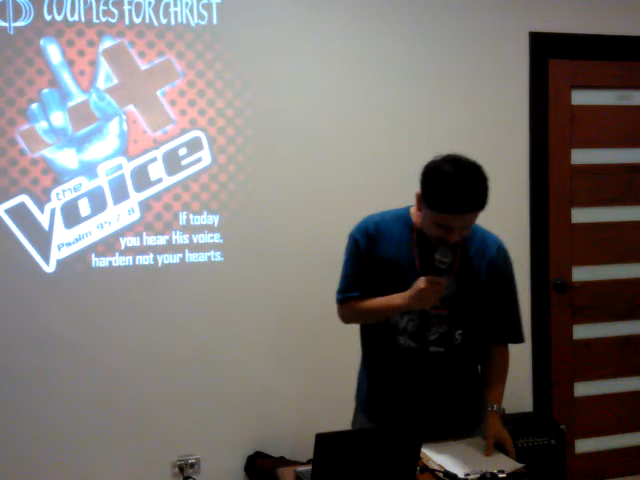 COUPLES FOR CHRIST
the
Voice
Psalm 95:7-8
If today
you hear His voice,
harden not your hearts.